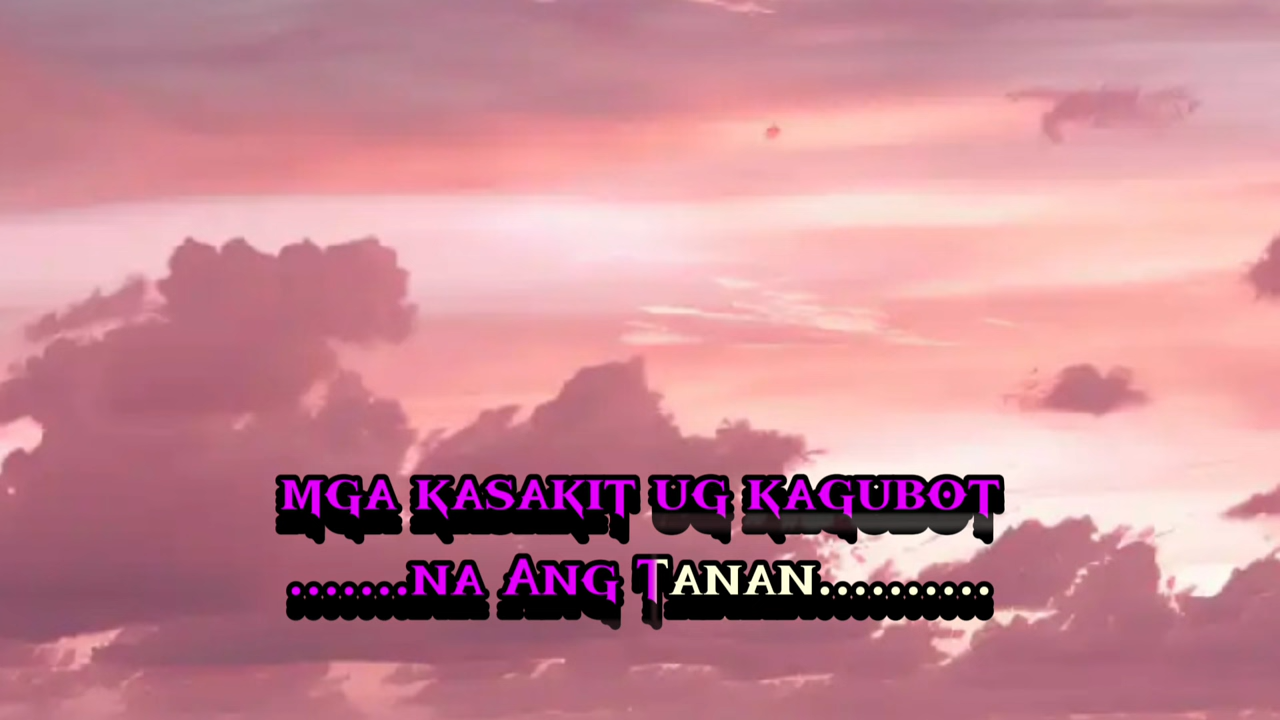 MGA KASAKIT UG KAGUBOT
.......NA ANG TANAN..........